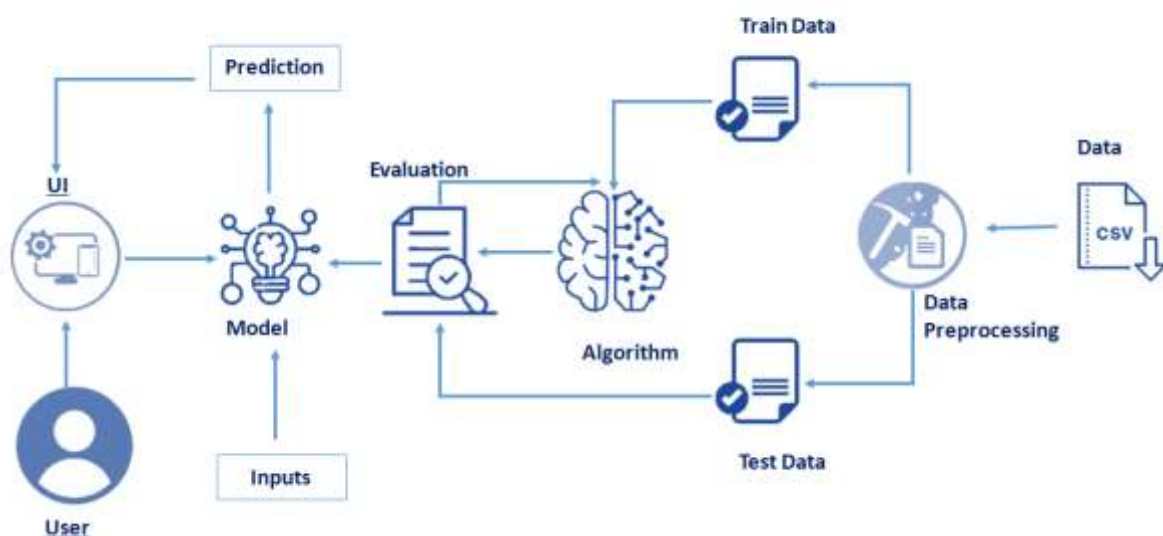 Train Data
Prediction
Data
Evaluation
UI
CSV
Model
Data
Preprocessing
Algorithm
Inputs
Test Data
User